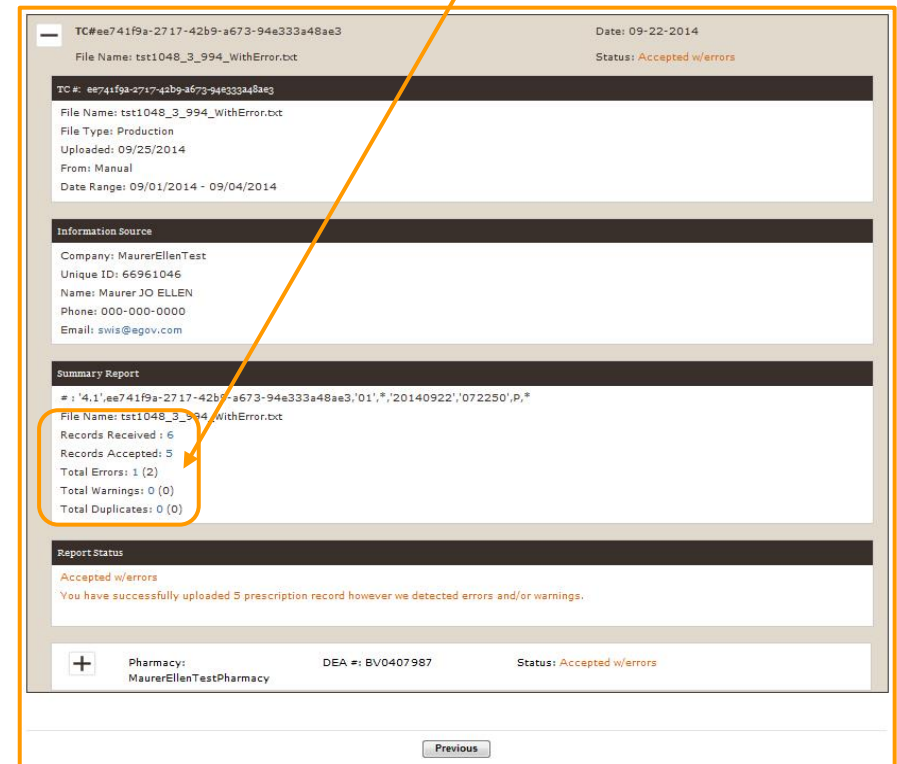 TC#ee741f9a-2717-42b9-a673-94e333a48ae3 Date: 09-22-2014
File Name: tst1048_3_994_WithError.txt Status: Accepted w/errors
TC #: ee741f9a-2717-42b9-a673-94e333a48ae3
File Name: tst1048_3_994_WithError.txt
File Type: Production
Uploaded: 09/25/2014
From: Manual
Date Range: 09/01/2014 - 09/04/2014
Information Source
Company: MaurerEllenTest
Unique ID: 66961046
Name: Maurer JO ELLEN
Phone: 000-000-0000
Email: swis@egov.com
Summary Report
# : '4.1',ee741f9a-2717-42b9-a673-94e333a48ae3,'01',*,'20140922','072250',P,*
File Name: tst1048_3_994_WithError.txt
Records Received : 6
Records Accepted: 5
Total Errors: 1 (2)
Total Warnings: 0 (0)
Total Duplicates: 0 (0)
Report Status
Accepted w/errors
You have successfully uploaded 5 prescription record however we detected errors and/or warnings.
Pharmacy: DEA #: BV0407987 Status: Accepted w/errors
MaurerEllenTestPharmacy
Previous